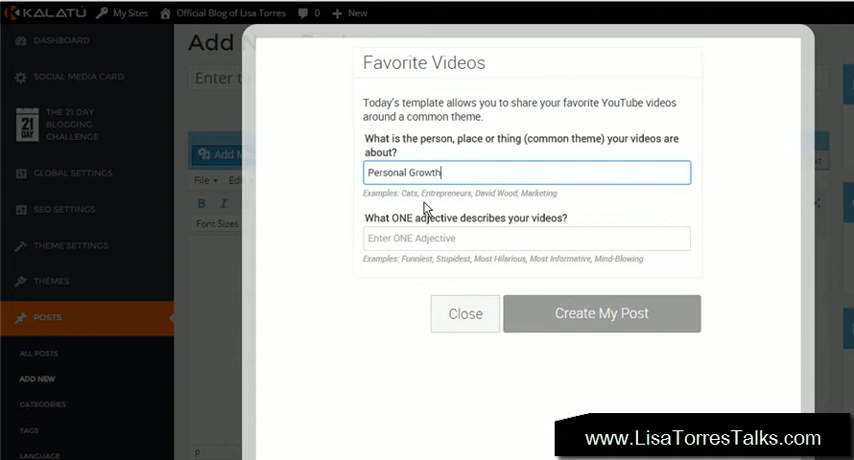 KALATU My Sites Official Blog of Lisa Torres 0 New
DASHBOARD
SOCIAL MEDIA CARD
THE 21 DAY
BLOGGING
CHALLENGE
21
DAY
GLOBAL SETTINGS
SEO SETTINGS
THEME SETTINGS
THEMES
POSTS
ALL POSTS
ADD NEW
CATEGORIES
TAGS
LANGUAGE
Add New
Enter
Add
File
B I
Font Sizes
P
Favorite Videos
Today's template allows you to share your favorite YouTube videos
around a common theme.
What is the person, place or thing (common theme) your videos are
about?
Personal Growth
Examples: Cats, Entrepreneurs, David Wood, Marketing
What ONE adjective describes your videos?
Enter ONE Adjective
Examples: Funniest, Stupidest, Most Hilarious, Most Informative, Mind-Blowing
Close Create My Post
www.LisaTorresTalks.com